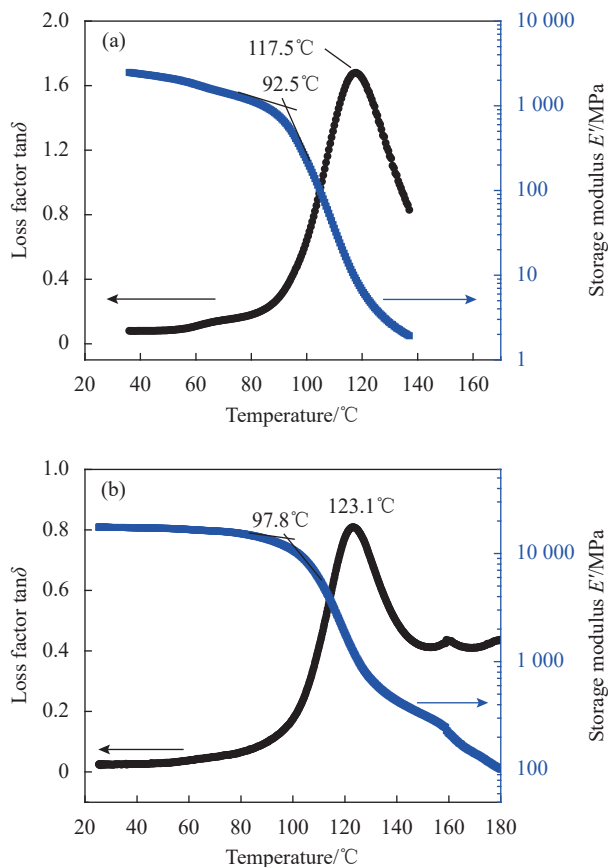 (a)
117.5℃
92.5℃
Loss factor tanδ
2.0
1.6
1.2
0.8
0.4
0
Storage modulus E′/MPa
10 000
1 000
100
10
1
20 40 60 80 100 120 140 160
Temperature/℃
(b)
97.8℃
123.1℃
Loss factor tanδ
1.0
0.8
0.6
0.4
0.2
0
Storage modulus E′/MPa
10 000
1 000
100
20 40 60 80 100 120 140 160 180
Temperature/℃